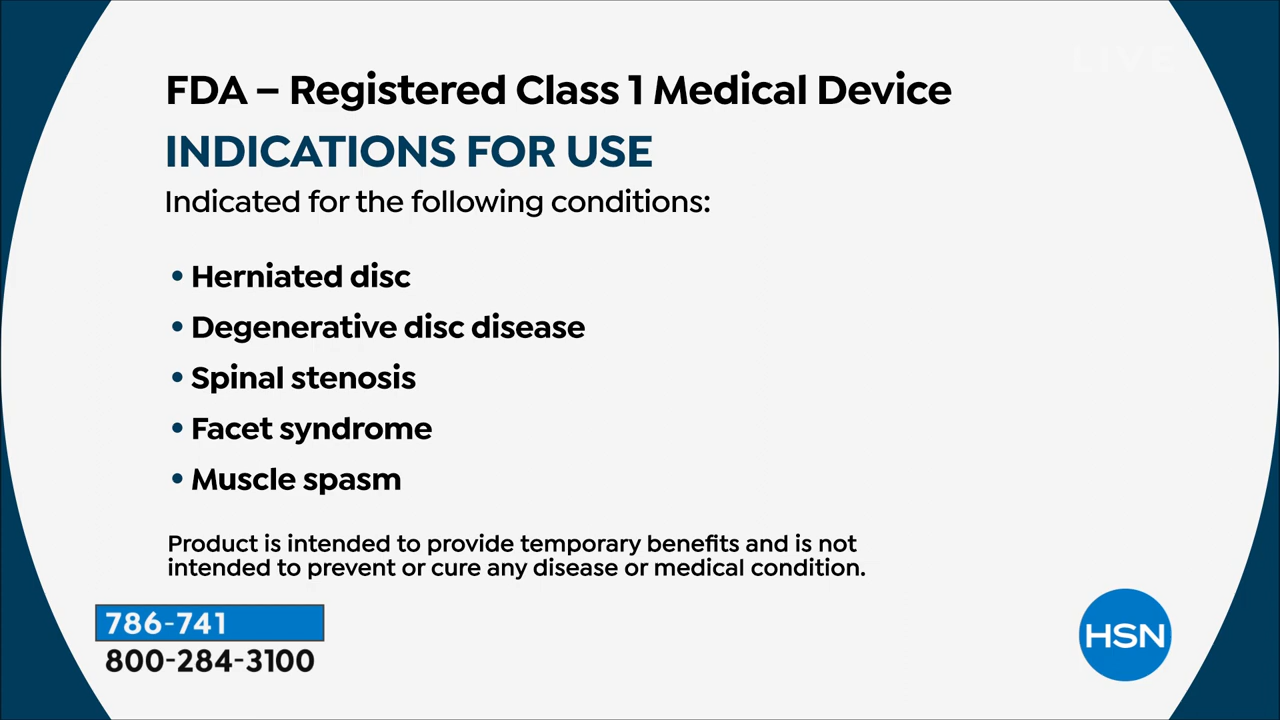 LIVE
FDA – Registered Class 1 Medical Device
INDICATIONS FOR USE
Indicated for the following conditions:
• Herniated disc
• Degenerative disc disease
• Spinal stenosis
• Facet syndrome
• Muscle spasm
Product is intended to provide temporary benefits and is not
intended to prevent or cure any disease or medical condition.
786-741
800-284-3100
HSN